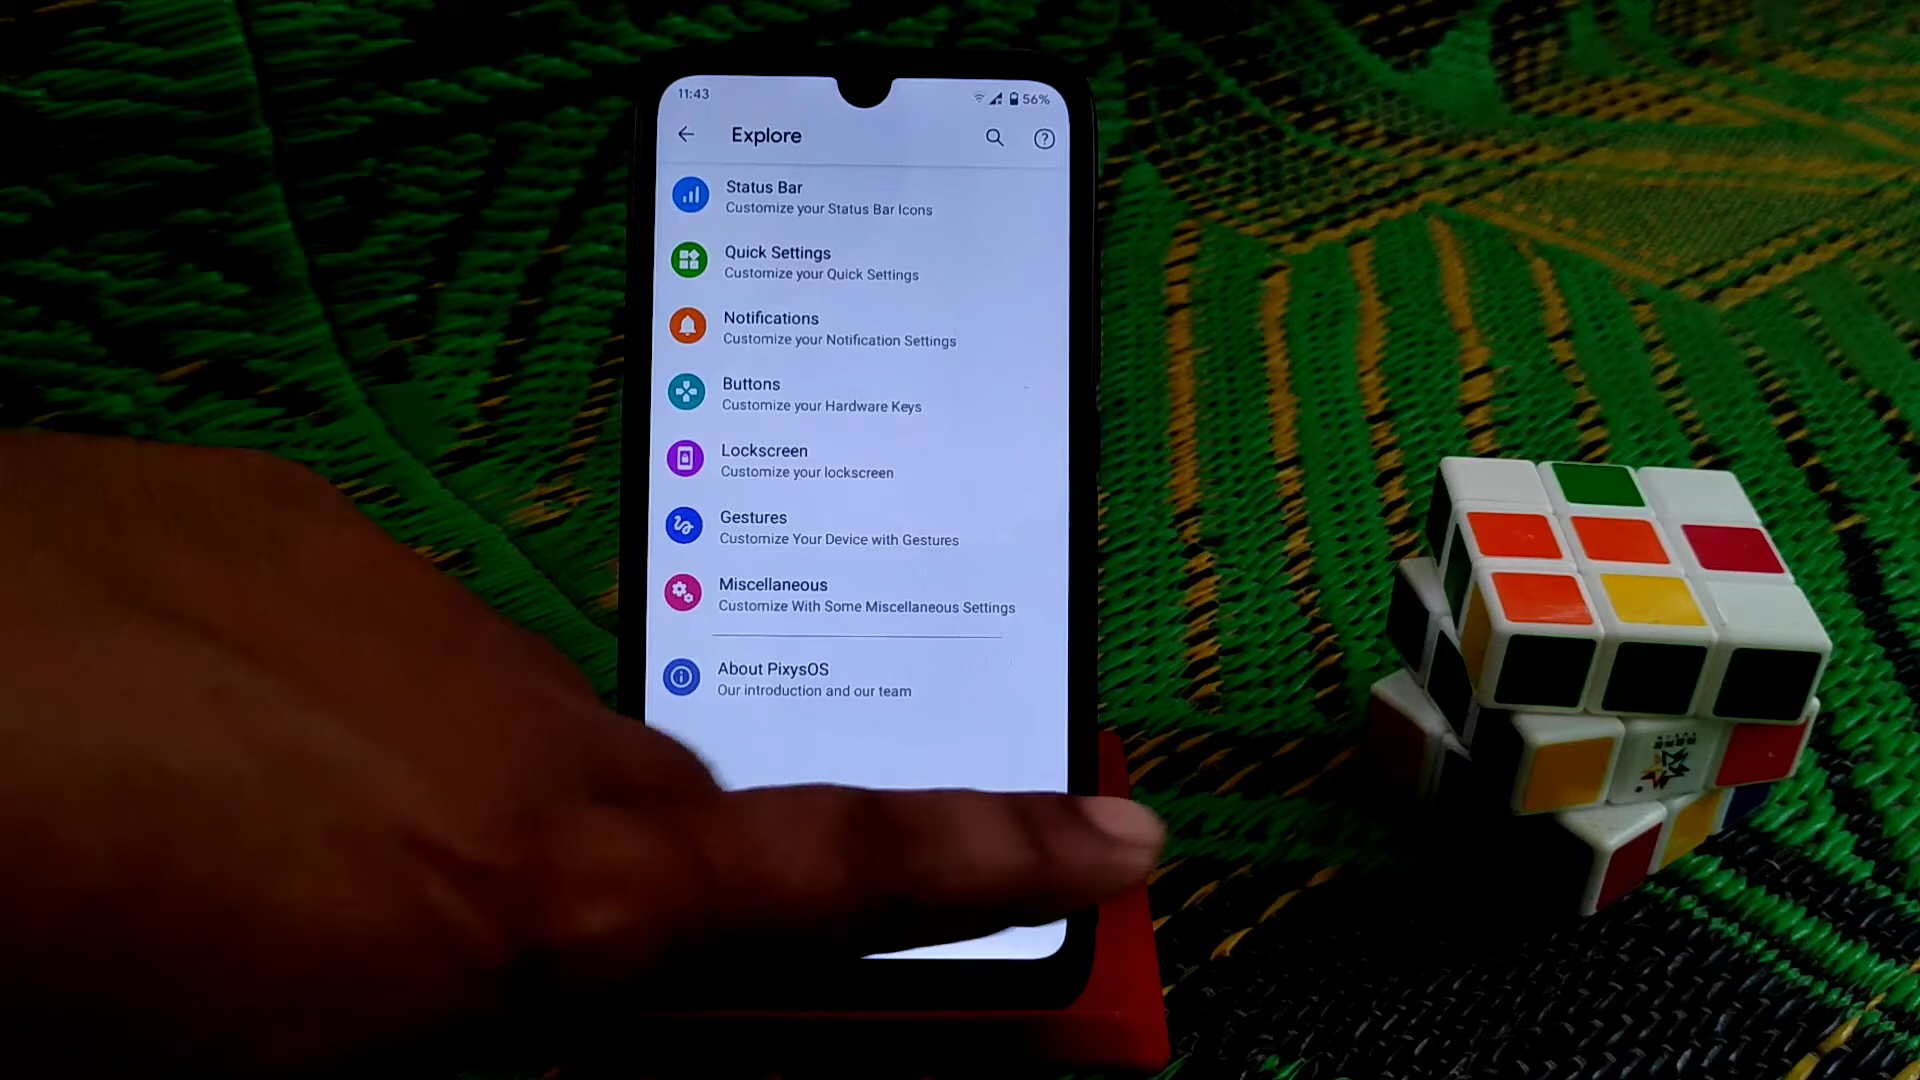 11:43
56%
Explore
Status Bar
Customize your Status Bar Icons
Quick Settings
Customize your Quick Settings
Notifications
Customize your Notification Settings
Buttons
Customize your Hardware Keys
Lockscreen
Customize your lockscreen
Gestures
Customize Your Device with Gestures
Miscellaneous
Customize With Some Miscellaneous Settings
About PixysOS
Our introduction and our team